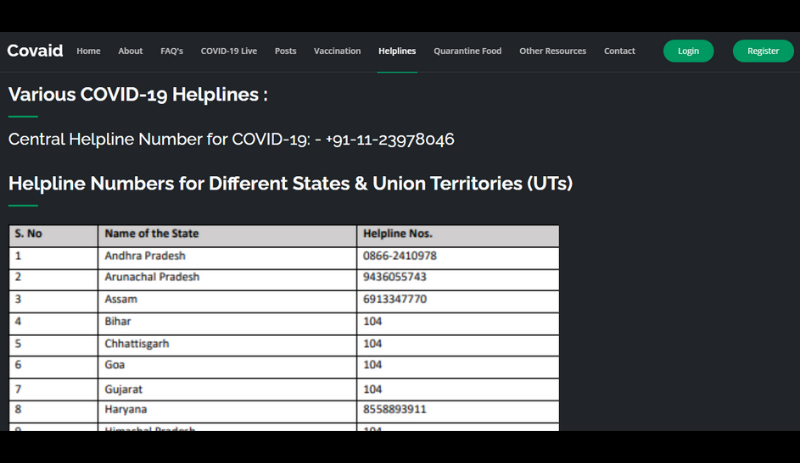 Covaid Home About FAQ's COVID-19 Live Posts Vaccination Helplines Quarantine Food Other Resources Contact Login Register
Various COVID-19 Helplines :
Central Helpline Number for COVID-19: - +91-11-23978046
Helpline Numbers for Different States & Union Territories (UTs)
S. No Name of the State Helpline Nos.
1 Andhra Pradesh 0866-2410978
2 Arunachal Pradesh 9436055743
3 Assam 6913347770
4 Bihar 104
5 Chhattisgarh 104
6 Goa 104
7 Gujarat 104
8 Haryana 8558893911
9 Himachal Pradesh 104